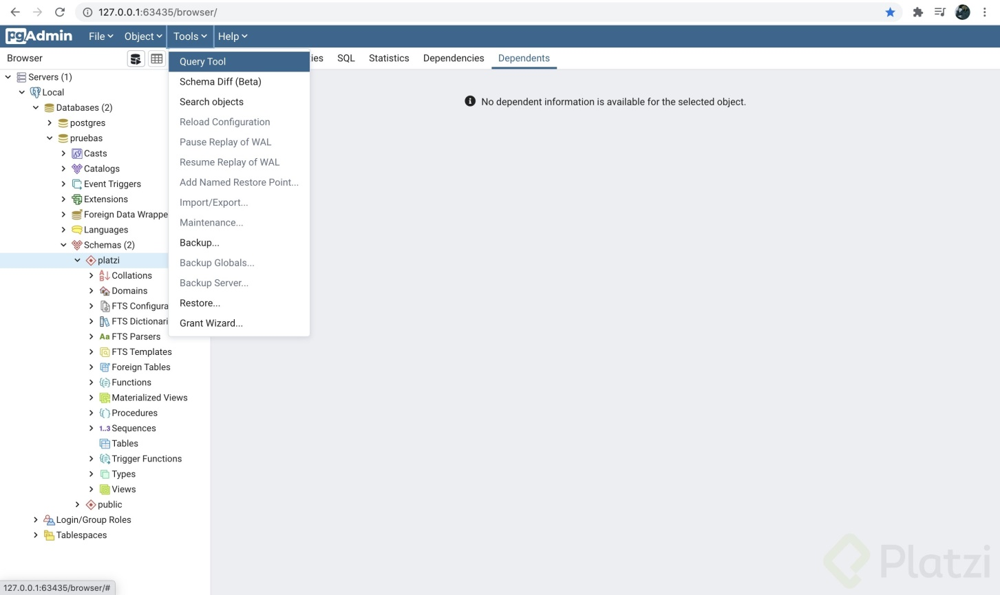 127.0.0.1:63435/browser/
pgAdmin File Object Tools Help
Browser
ies SQL Statistics Dependencies Dependents
Query Tool
Schema Diff (Beta)
Search objects
Reload Configuration
Pause Replay of WAL
Resume Replay of WAL
Add Named Restore Point...
Import/Export...
Maintenance...
Backup...
Backup Globals...
Backup Server...
Restore...
Grant Wizard...
No dependent information is available for the selected object.
Servers (1)
Local
Databases (2)
postgres
pruebas
Casts
Catalogs
Event Triggers
Extensions
Foreign Data Wrappe
Languages
Schemas (2)
platzi
Collations
Domains
FTS Configura
FTS Dictionari
Aa FTS Parsers
FTS Templates
Foreign Tables
Functions
Materialized Views
Procedures
1..3 Sequences
Tables
Trigger Functions
Types
Views
public
Login/Group Roles
Tablespaces
127.0.0.1:63435/browser/#
Platzi